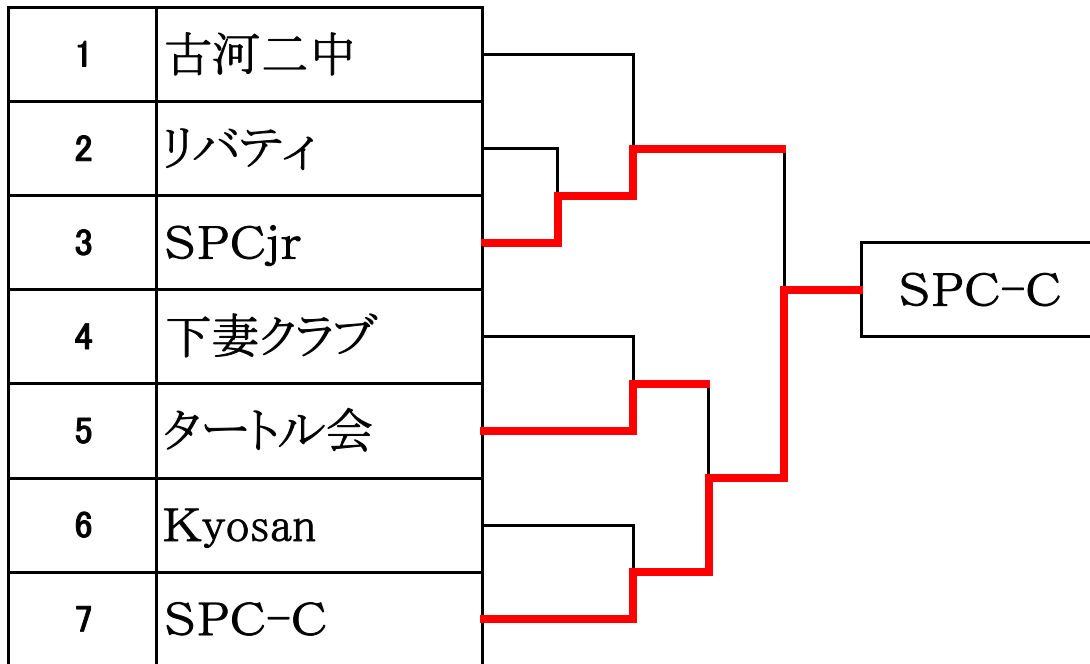 1 古河二中
2 リバティ
3 SPCjr
4 下妻クラブ
5 タートル会
6 Kyosan
7 SPC-C
SPC-C